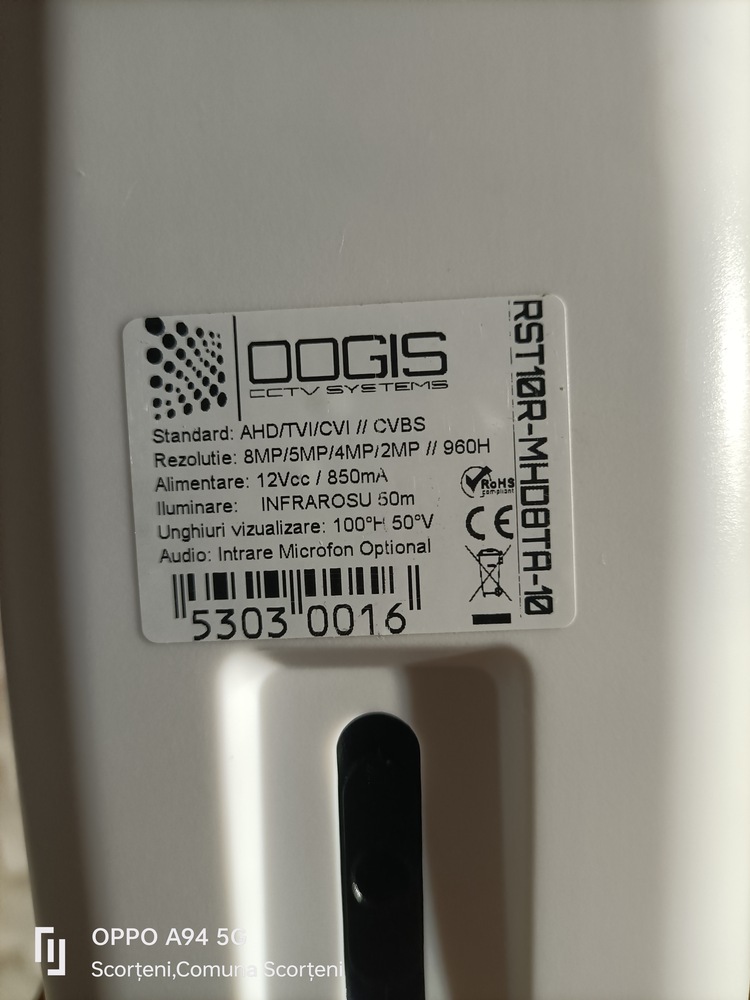 OOGIS
CCTV SYSTEMS
Standard: AHD/TVI/CVI // CVBS
Rezolutie: 8MP/5MP/4MP/2MP // 960H
Alimentare: 12Vcc / 850mA
Iluminare: INFRAROSU 50m
Unghiuri vizualizare: 100°H 50°V
Audio: Intrare Microfon Optional
5303 0016
RoHS
compliant
CE
RST10R-MHD8TA-10
OPPO A94 5G
Scorțeni,Comuna Scorțeni